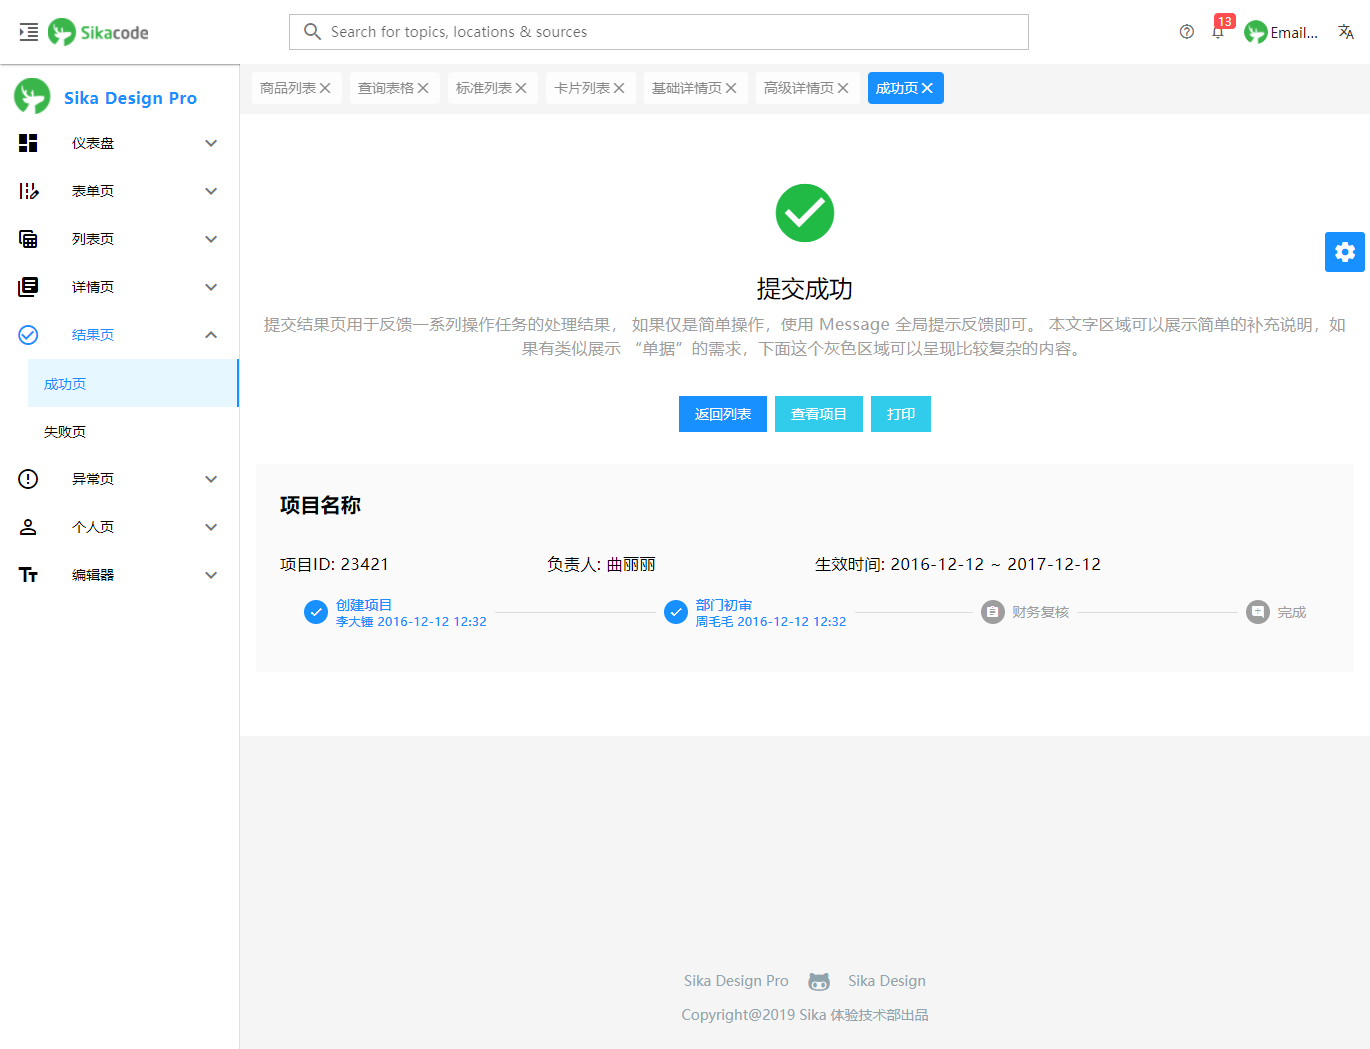 Sikacode
Search for topics, locations & sources
13
Email...
Sika Design Pro
仪表盘
表单页
列表页
详情页
结果页
成功页
失败页
异常页
个人页
编辑器
商品列表
查询表格
标准列表
卡片列表
基础详情页
高级详情页
成功页
提交成功
提交结果页用于反馈一系列操作任务的处理结果， 如果仅是简单操作，使用 Message 全局提示反馈即可。 本文字区域可以展示简单的补充说明，如
果有类似展示 “单据”的需求，下面这个灰色区域可以呈现比较复杂的内容。
返回列表
查看项目
打印
项目名称
项目ID: 23421
负责人: 曲丽丽
生效时间: 2016-12-12 ~ 2017-12-12
创建项目
李大锤 2016-12-12 12:32
部门初审
周毛毛 2016-12-12 12:32
财务复核
完成
Sika Design Pro
Sika Design
Copyright@2019 Sika 体验技术部出品